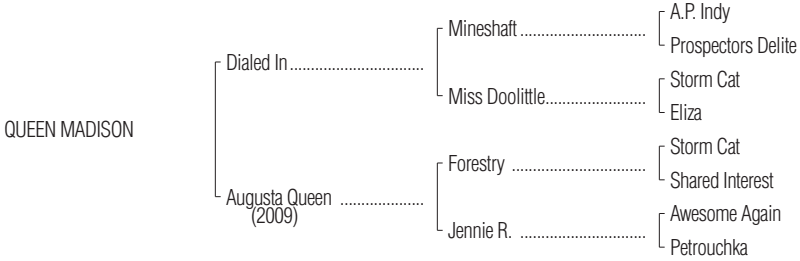 A.P. Indy
Mineshaft ..............................
Prospectors Delite
Dialed In................................
Storm Cat
Miss Doolittle........................
Eliza
QUEEN MADISON
Storm Cat
Forestry ................................
Shared Interest
Augusta Queen ....................
(2009)
Awesome Again
Jennie R. ..............................
Petrouchka